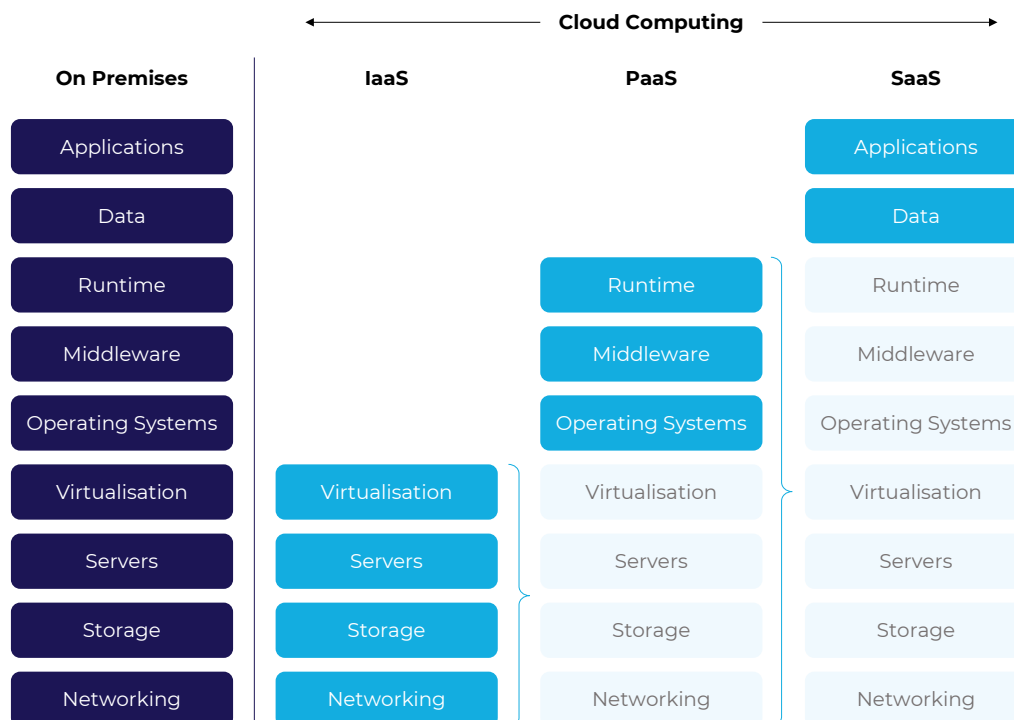 Cloud Computing
On Premises
IaaS
PaaS
SaaS
Applications
Applications
Data
Data
Runtime
Runtime
Runtime
Middleware
Middleware
Middleware
Operating Systems
Operating Systems
Operating Systems
Virtualisation
Virtualisation
Virtualisation
Virtualisation
Servers
Servers
Servers
Servers
Storage
Storage
Storage
Storage
Networking
Networking
Networking
Networking